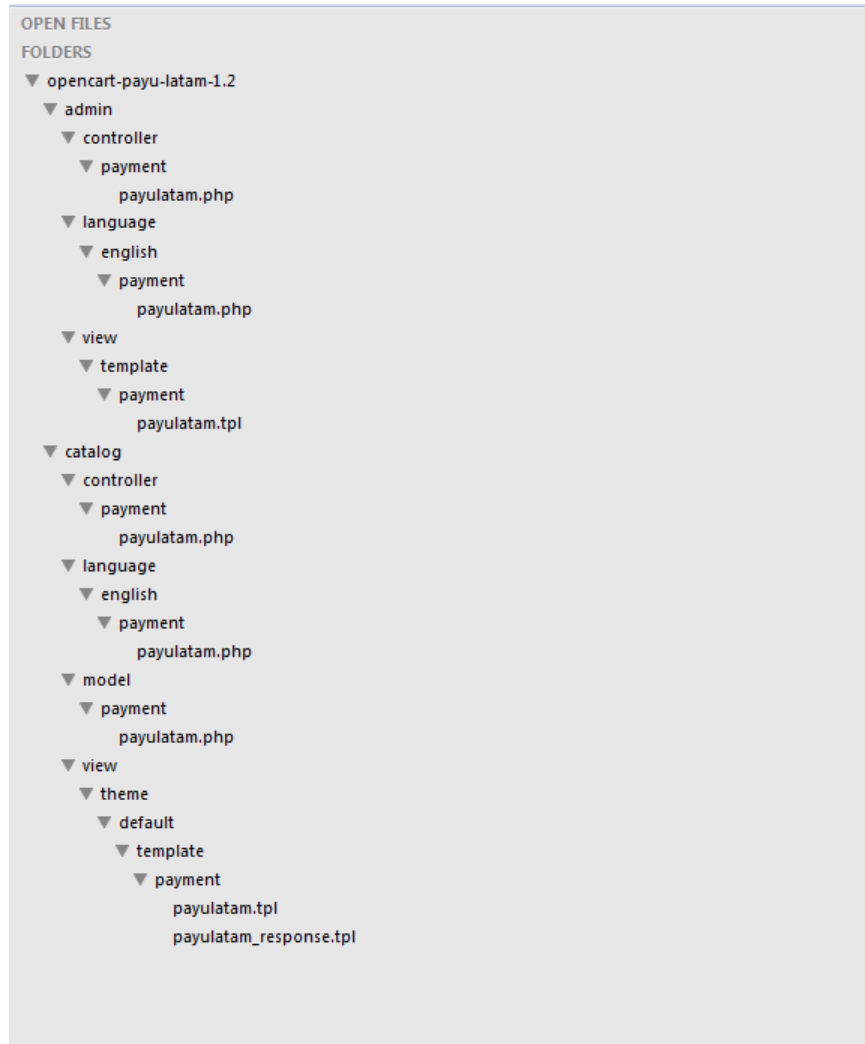 OPEN FILES
FOLDERS
opencart-payu-latam-1.2
admin
controller
payment
payulatam.php
language
english
payment
payulatam.php
view
template
payment
payulatam.tpl
catalog
controller
payment
payulatam.php
language
english
payment
payulatam.php
model
payment
payulatam.php
view
theme
default
template
payment
payulatam.tpl
payulatam_response.tpl